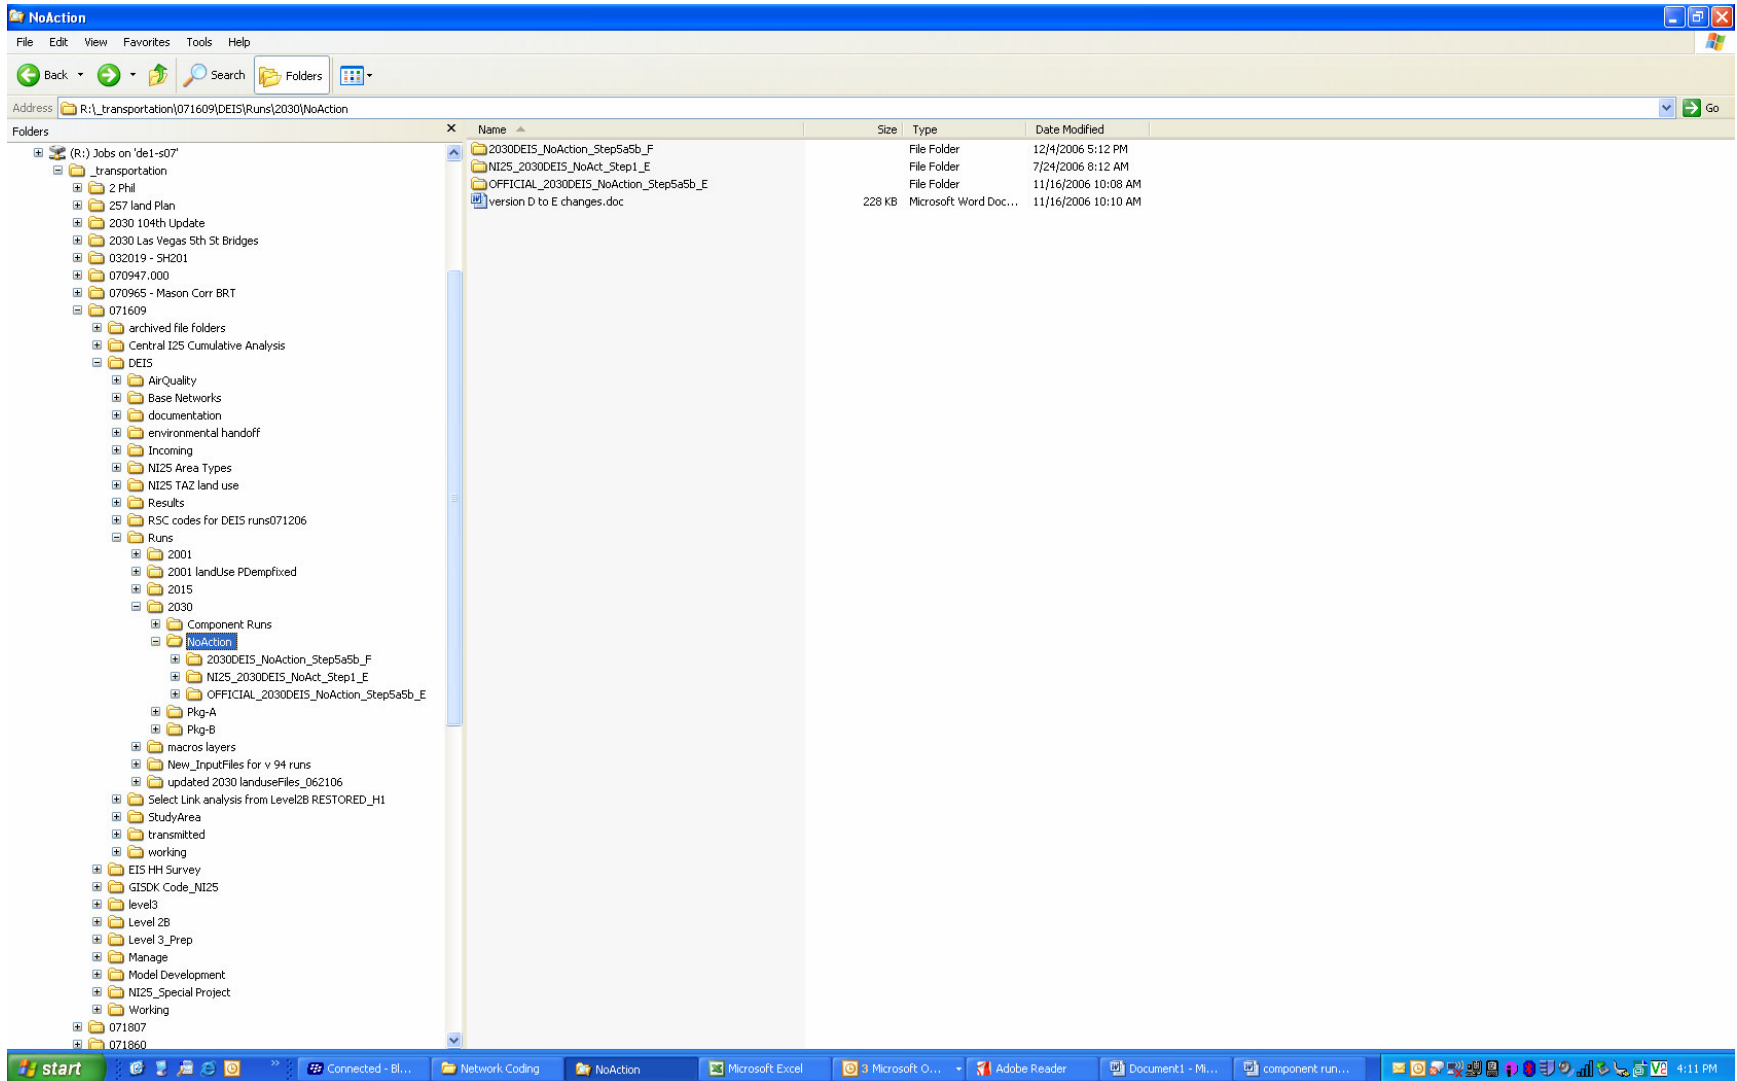 NoAction
File Edit View Favorites Tools Help
Back Search Folders
Address R:\_transportation\071609\DEIS\Runs\2030\NoAction Go
Folders X Name Size Type Date Modified
(R:) Jobs on 'de1-s07'
_transportation
2 Phil
257 land Plan
2030 104th Update
2030 Las Vegas 5th St Bridges
032019 - SH201
070947.000
070965 - Mason Corr BRT
071609
archived file folders
Central I25 Cumulative Analysis
DEIS
AirQuality
Base Networks
documentation
environmental handoff
Incoming
NI25 Area Types
NI25 TAZ land use
Results
RSC codes for DEIS runs071206
Runs
2001
2001 landUse PDempfixed
2015
2030
Component Runs
NoAction
2030DEIS_NoAction_Step5a5b_F
NI25_2030DEIS_NoAct_Step1_E
OFFICIAL_2030DEIS_NoAction_Step5a5b_E
Pkg-A
Pkg-B
macros layers
New_InputFiles for v 94 runs
updated 2030 landuseFiles_062106
Select Link analysis from Level2B RESTORED_H1
StudyArea
transmitted
working
EIS HH Survey
GISDK Code_NI25
level3
Level 2B
Level 3_Prep
Manage
Model Development
NI25_Special Project
Working
071807
071860
2030DEIS_NoAction_Step5a5b_F File Folder 12/4/2006 5:12 PM
NI25_2030DEIS_NoAct_Step1_E File Folder 7/24/2006 8:12 AM
OFFICIAL_2030DEIS_NoAction_Step5a5b_E File Folder 11/16/2006 10:08 AM
version D to E changes.doc 228 KB Microsoft Word Doc... 11/16/2006 10:10 AM
start » Connected - Bl... Network Coding NoAction Microsoft Excel 3 Microsoft O... Adobe Reader Document1 - Mi... component run... 4:11 PM